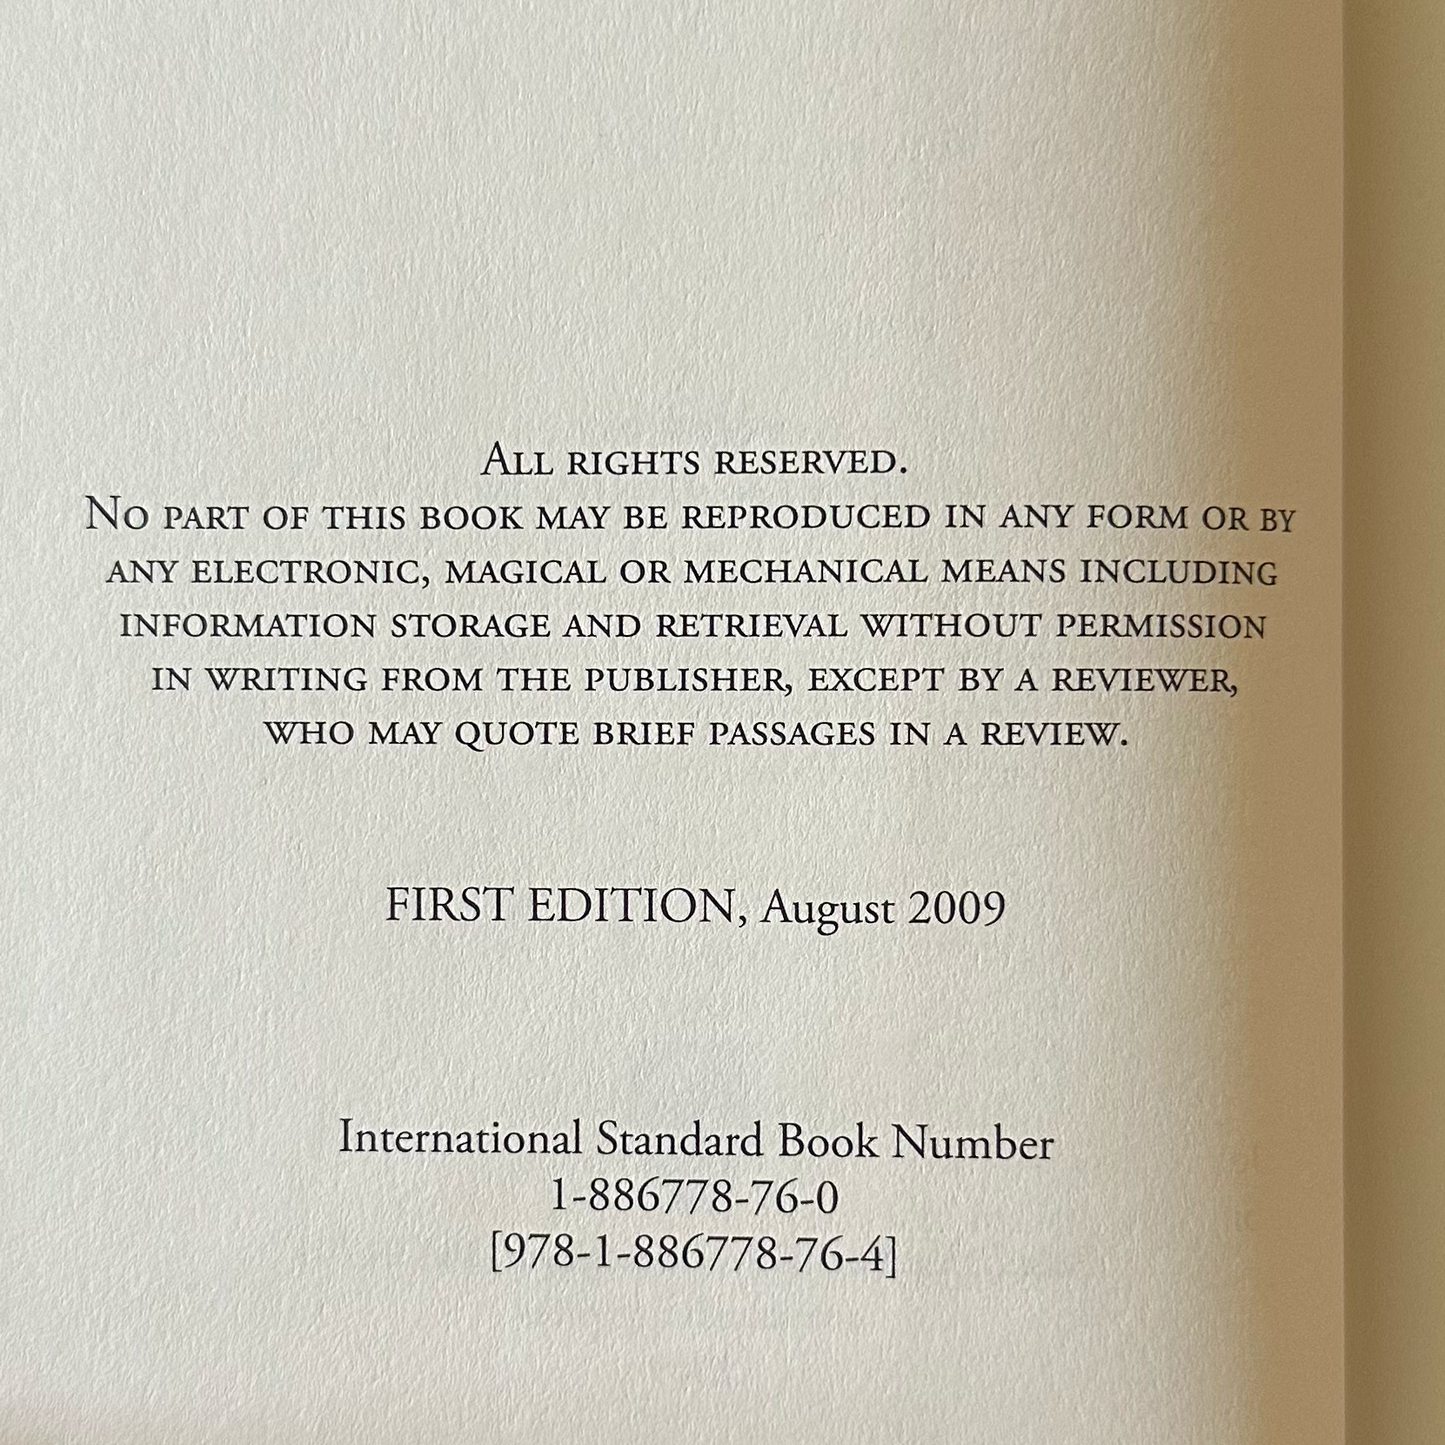 All rights reserved.
No part of this book may be reproduced in any form or by
any electronic, magical or mechanical means including
information storage and retrieval without permission
in writing from the publisher, except by a reviewer,
who may quote brief passages in a review.
FIRST EDITION, August 2009
International Standard Book Number
1-886778-76-0
[978-1-886778-76-4]